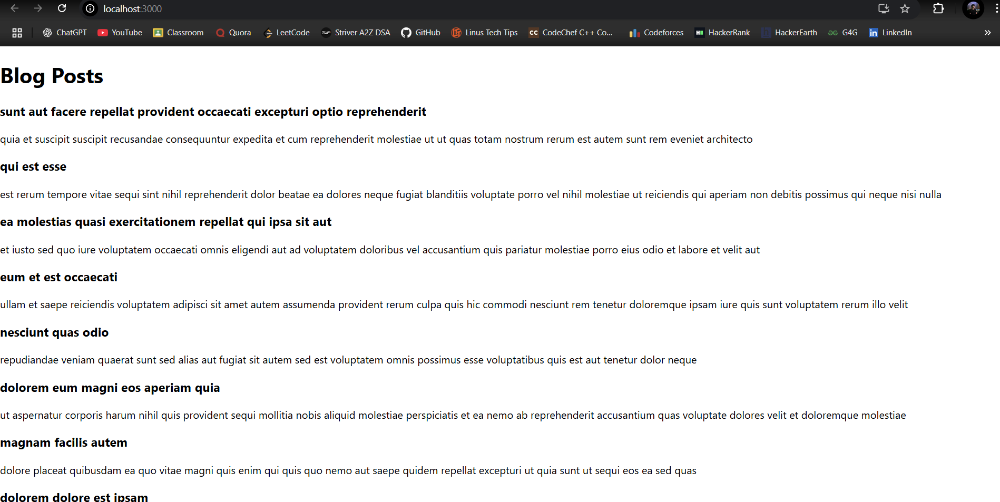 localhost:3000
ChatGPT YouTube Classroom Quora LeetCode TUF Striver A2Z DSA GitHub Linus Tech Tips CC CodeChef C++ Co... Codeforces HackerRank HackerEarth G4G in LinkedIn
Blog Posts
sunt aut facere repellat provident occaecati excepturi optio reprehenderit
quia et suscipit suscipit recusandae consequuntur expedita et cum reprehenderit molestiae ut ut quas totam nostrum rerum est autem sunt rem eveniet architecto
qui est esse
est rerum tempore vitae sequi sint nihil reprehenderit dolor beatae ea dolores neque fugiat blanditiis voluptate porro vel nihil molestiae ut reiciendis qui aperiam non debitis possimus qui neque nisi nulla
ea molestias quasi exercitationem repellat qui ipsa sit aut
et iusto sed quo iure voluptatem occaecati omnis eligendi aut ad voluptatem doloribus vel accusantium quis pariatur molestiae porro eius odio et labore et velit aut
eum et est occaecati
ullam et saepe reiciendis voluptatem adipisci sit amet autem assumenda provident rerum culpa quis hic commodi nesciunt rem tenetur doloremque ipsam iure quis sunt voluptatem rerum illo velit
nesciunt quas odio
repudiandae veniam quaerat sunt sed alias aut fugiat sit autem sed est voluptatem omnis possimus esse voluptatibus quis est aut tenetur dolor neque
dolorem eum magni eos aperiam quia
ut aspernatur corporis harum nihil quis provident sequi mollitia nobis aliquid molestiae perspiciatis et ea nemo ab reprehenderit accusantium quas voluptate dolores velit et doloremque molestiae
magnam facilis autem
dolore placeat quibusdam ea quo vitae magni quis enim qui quis quo nemo aut saepe quidem repellat excepturi ut quia sunt ut sequi eos ea sed quas
dolorem dolore est ipsam